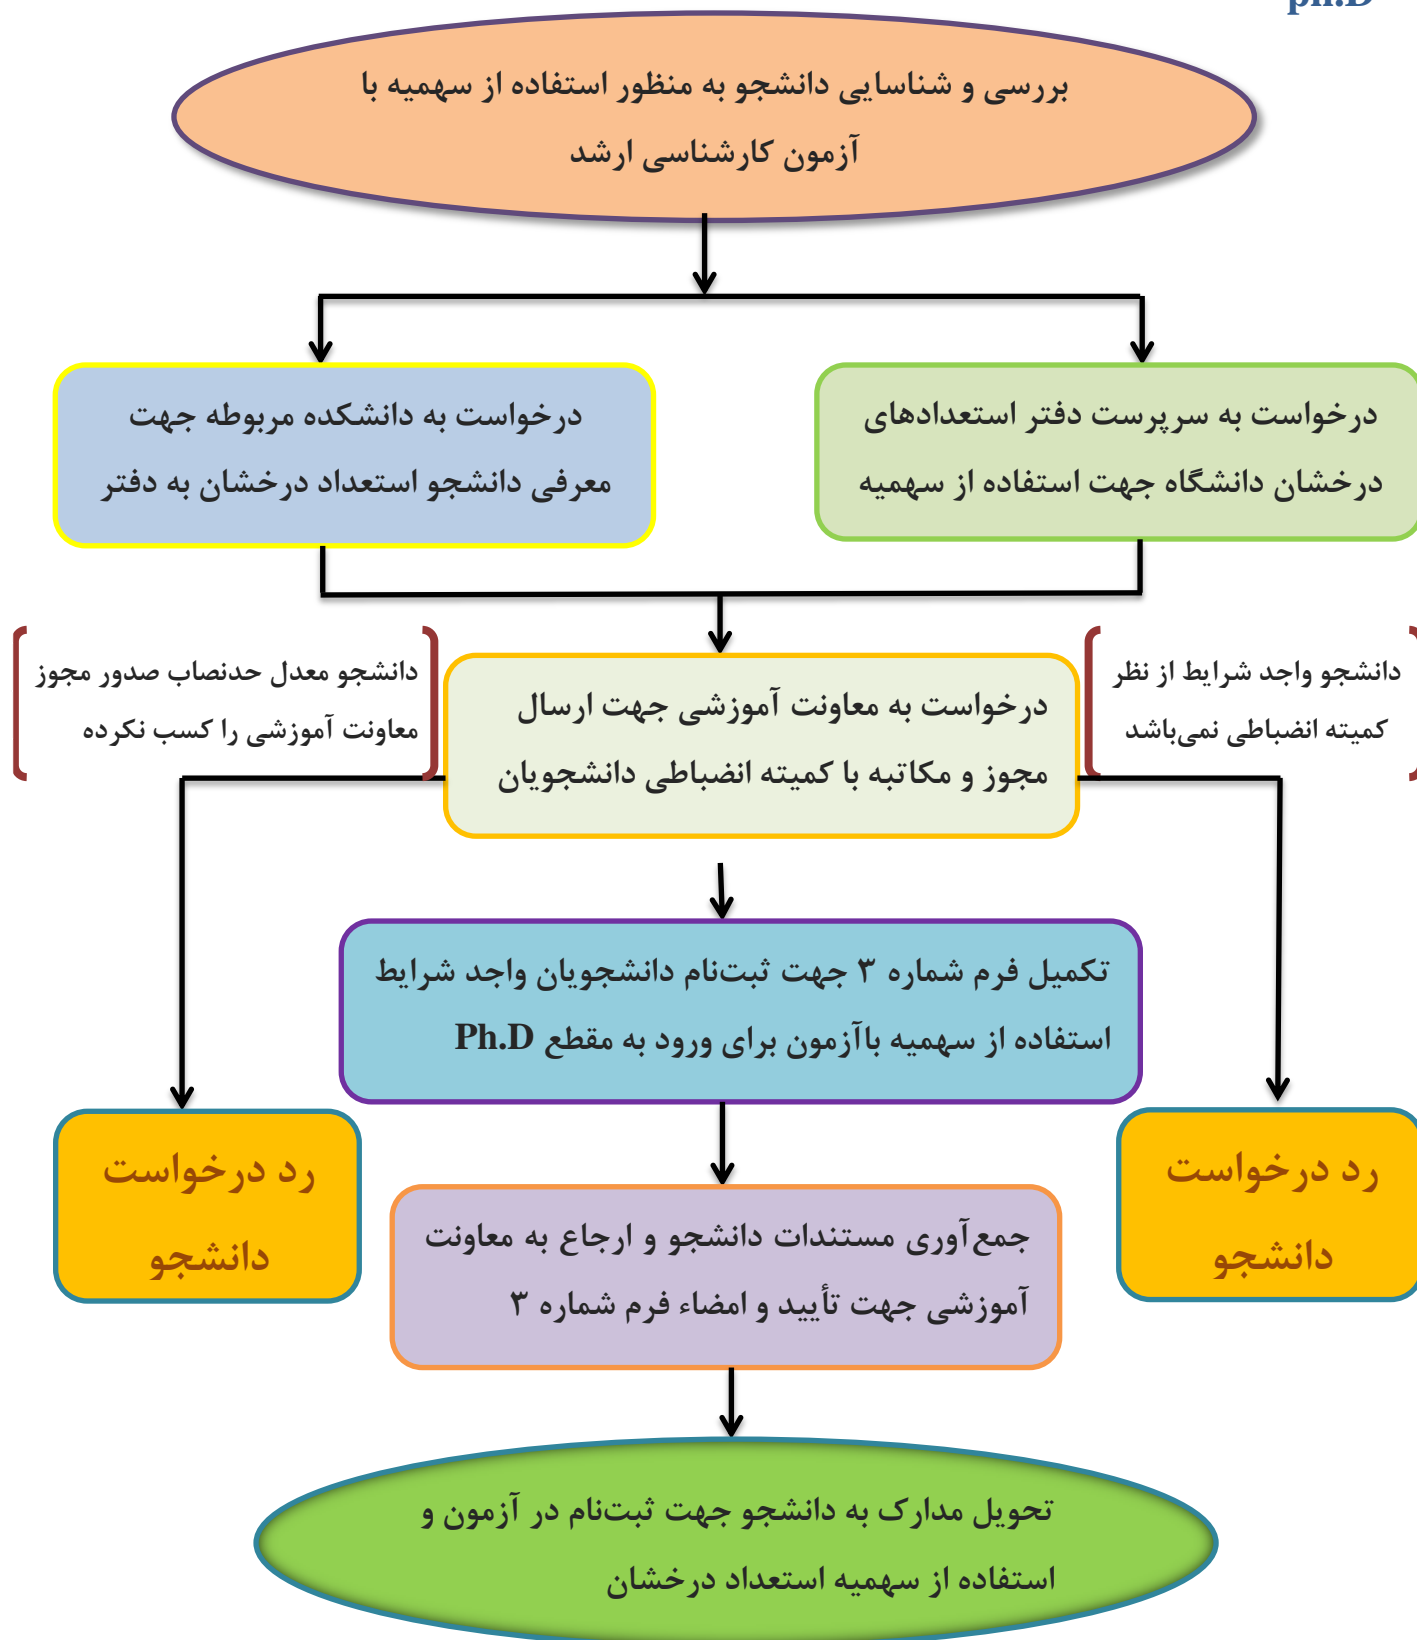 ph.D
بررسی و شناسایی دانشجو به منظور استفاده از سهمیه با
آزمون کارشناسی ارشد
درخواست به سرپرست دفتر استعدادهای
درخشان دانشگاه جهت استفاده از سهمیه
درخواست به دانشکده مربوطه جهت
معرفی دانشجو استعداد درخشان به دفتر
دانشجو واجد شرایط از نظر
کمیته انضباطی نمی‌باشد
درخواست به معاونت آموزشی جهت ارسال
مجوز و مکاتبه با کمیته انضباطی دانشجویان
دانشجو معدل حدنصاب صدور مجوز
معاونت آموزشی را کسب نکرده
تکمیل فرم شماره ۳ جهت ثبت‌نام دانشجویان واجد شرایط
استفاده از سهمیه باآزمون برای ورود به مقطع Ph.D
رد درخواست
دانشجو
رد درخواست
دانشجو
جمع‌آوری مستندات دانشجو و ارجاع به معاونت
آموزشی جهت تأیید و امضاء فرم شماره ۳
تحویل مدارک به دانشجو جهت ثبت‌نام در آزمون و
استفاده از سهمیه استعداد درخشان